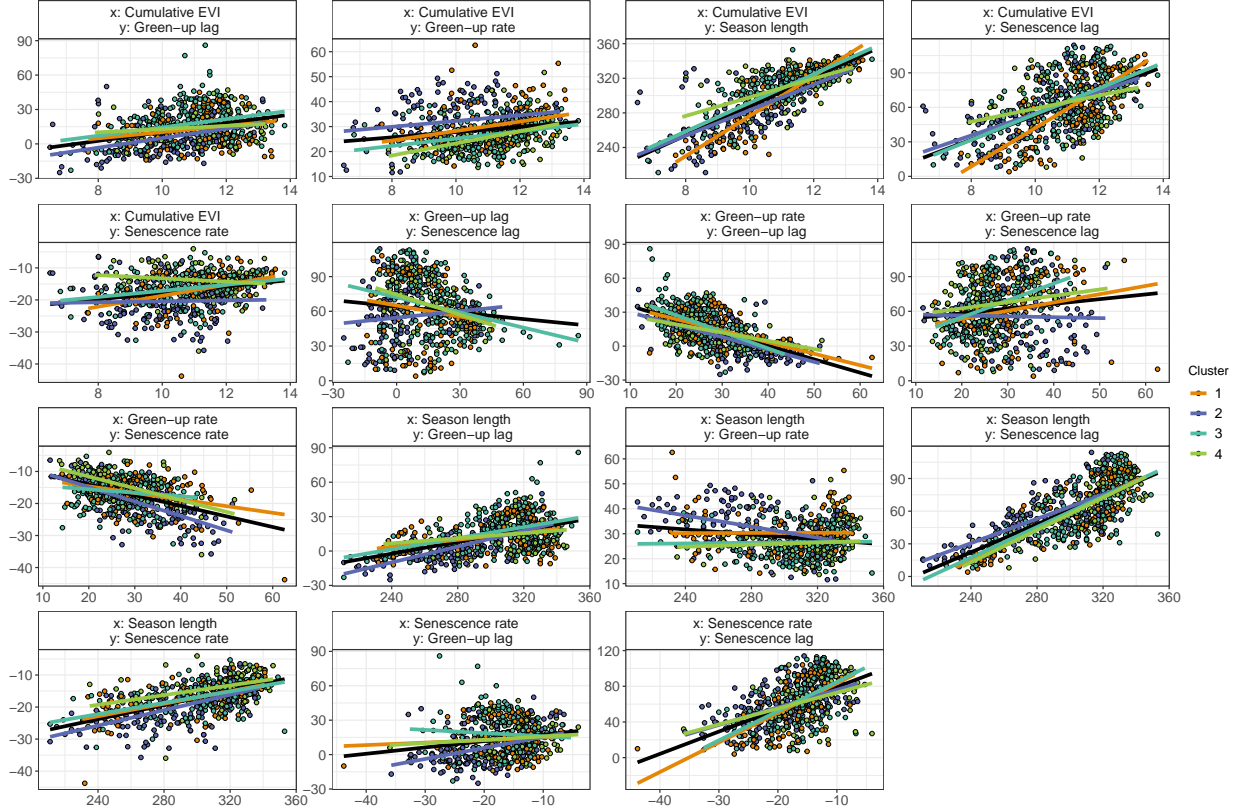 x: Cumulative EVI
y: Green−up lag
x: Cumulative EVI
y: Green−up rate
x: Cumulative EVI
y: Season length
x: Cumulative EVI
y: Senescence lag
90
60
30
0
−30
8 10 12 14
60
50
40
30
20
10
8 10 12 14
360
320
280
240
8 10 12 14
90
60
30
0
8 10 12 14
x: Cumulative EVI
y: Senescence rate
x: Green−up lag
y: Senescence lag
x: Green−up rate
y: Green−up lag
x: Green−up rate
y: Senescence lag
−10
−20
−30
−40
8 10 12 14
90
60
30
0
−30 0 30 60 90
90
60
30
0
−30
10 20 30 40 50 60
90
60
30
0
10 20 30 40 50 60
Cluster
1
2
3
4
x: Green−up rate
y: Senescence rate
x: Season length
y: Green−up lag
x: Season length
y: Green−up rate
x: Season length
y: Senescence lag
−10
−20
−30
−40
10 20 30 40 50 60
90
60
30
0
−30
240 280 320 360
60
50
40
30
20
10
240 280 320 360
90
60
30
0
240 280 320 360
x: Season length
y: Senescence rate
x: Senescence rate
y: Green−up lag
x: Senescence rate
y: Senescence lag
−10
−20
−30
−40
240 280 320 360
90
60
30
0
−30
−40 −30 −20 −10
120
80
40
0
−40 −30 −20 −10